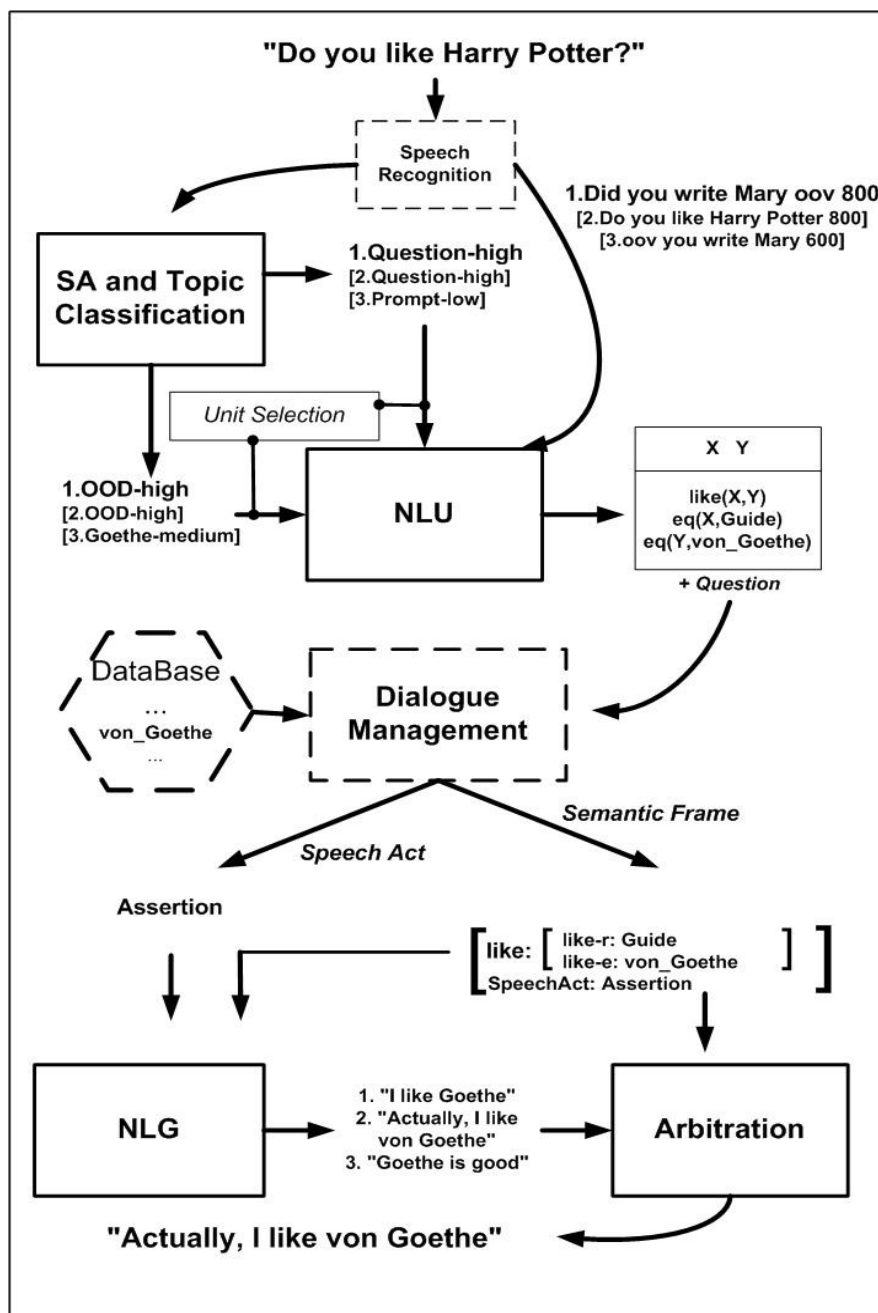 "Do you like Harry Potter?"
Speech
Recognition
1.Did you write Mary oov 800
[2.Do you like Harry Potter 800]
[3.oov you write Mary 600]
SA and Topic
Classification
1.Question-high
[2.Question-high]
[3.Prompt-low]
Unit Selection
1.OOD-high
[2.OOD-high]
[3.Goethe-medium]
NLU
X Y
like(X,Y)
eq(X,Guide)
eq(Y,von_Goethe)
+ Question
DataBase
...
von_Goethe
...
Dialogue
Management
Semantic Frame
Speech Act
Assertion
[like: [like-r: Guide
like-e: von_Goethe ] ]
SpeechAct: Assertion
NLG
1. "I like Goethe"
2. "Actually, I like
von Goethe"
3. "Goethe is good"
Arbitration
"Actually, I like von Goethe"